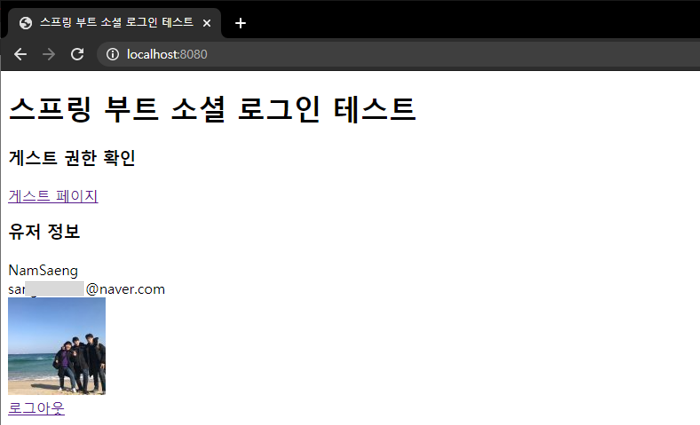 스프링 부트 소셜 로그인 테스트
localhost:8080
스프링 부트 소셜 로그인 테스트
게스트 권한 확인
게스트 페이지
유저 정보
NamSaeng
@naver.com
로그아웃